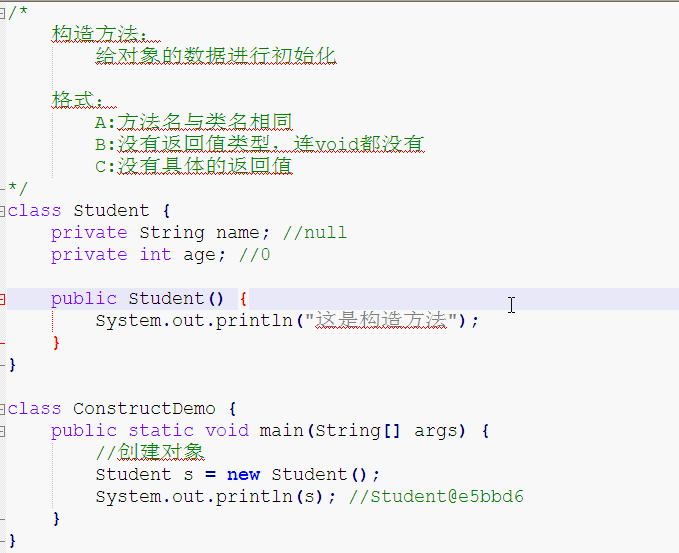 /*
构造方法:
给对象的数据进行初始化
格式:
A:方法名与类名相同
B:没有返回值类型，连void都没有
C:没有具体的返回值
*/
class Student {
private String name; //null
private int age; //0
public Student() {
System.out.println("这是构造方法");
}
}
class ConstructDemo {
public static void main(String[] args) {
//创建对象
Student s = new Student();
System.out.println(s); //Student@e5bbd6
}
}